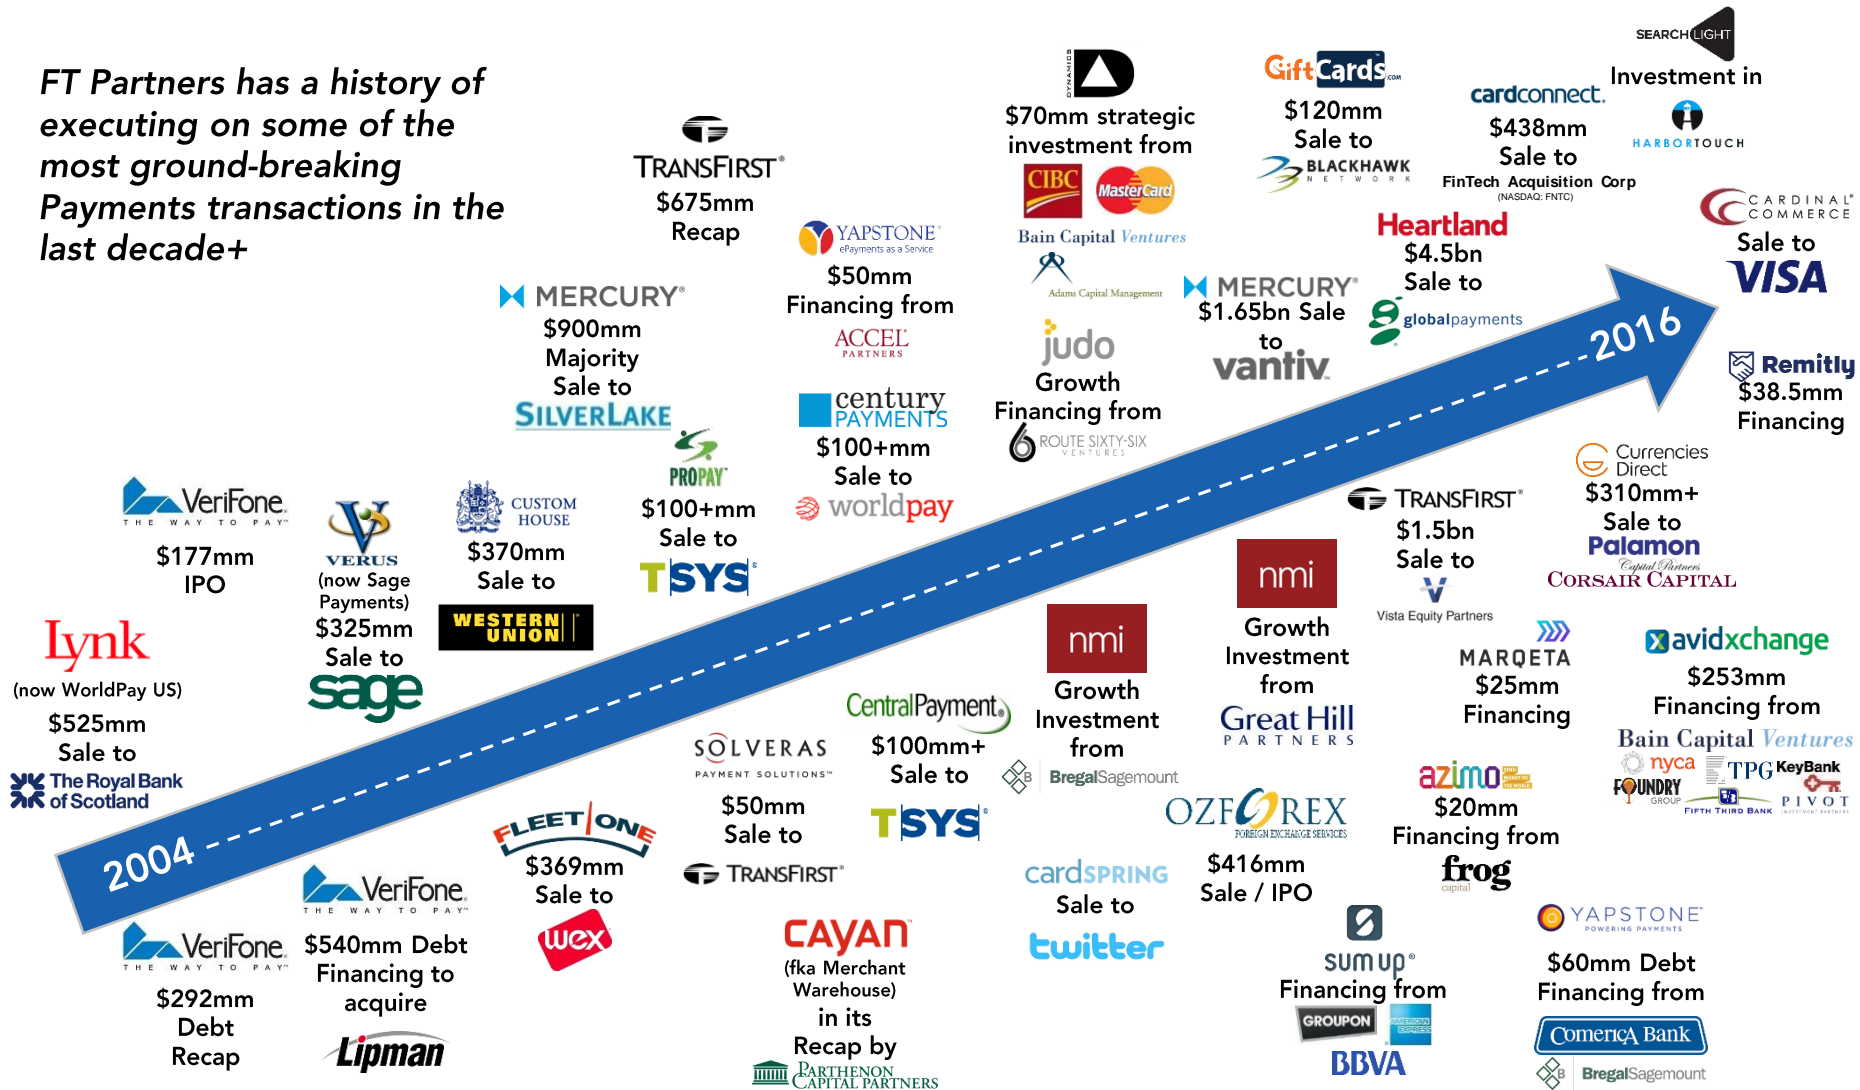 FT Partners has a history of
executing on some of the
most ground-breaking
Payments transactions in the
last decade+
Lynk
(now WorldPay US)
$525mm
Sale to
The Royal Bank
of Scotland
VeriFone
THE WAY TO PAY
$177mm
IPO
VERUS
(now Sage
Payments)
$325mm
Sale to
sage
MERCURY
$900mm
Majority
Sale to
SILVERLAKE
CUSTOM
HOUSE
$370mm
Sale to
WESTERN
UNION
TRANSFIRST
$675mm
Recap
PROPAY
$100+mm
Sale to
TSYS
YAPSTONE
ePayments as a Service
$50mm
Financing from
ACCEL
PARTNERS
century
PAYMENTS
$100+mm
Sale to
worldpay
DYNAMICS
$70mm strategic
investment from
CIBC
MasterCard
Bain Capital Ventures
Adams Capital Management
judo
Growth
Financing from
6 ROUTE SIXTY-SIX
VENTURES
GiftCards.COM
$120mm
Sale to
BLACKHAWK
NETWORK
MERCURY
$1.65bn Sale
to
vantiv
cardconnect.
$438mm
Sale to
FinTech Acquisition Corp
(NASDAQ: FNTC)
Heartland
$4.5bn
Sale to
globalpayments
SEARCHLIGHT
Investment in
HARBORTOUCH
CARDINAL
COMMERCE
Sale to
VISA
Remitly
$38.5mm
Financing
2004
2016
VeriFone
THE WAY TO PAY
$292mm
Debt
Recap
VeriFone
THE WAY TO PAY
$540mm Debt
Financing to
acquire
Lipman
FLEET ONE
$369mm
Sale to
wex
SOLVERAS
PAYMENT SOLUTIONS
$50mm
Sale to
TRANSFIRST
CAYAN
(fka Merchant
Warehouse)
in its
Recap by
PARTHENON
CAPITAL PARTNERS
CentralPayment
$100mm+
Sale to
TSYS
nmi
Growth
Investment
from
B BregalSagemount
cardSPRING
Sale to
twitter
nmi
Growth
Investment
from
Great Hill
PARTNERS
OZFOREX
FOREIGN EXCHANGE SERVICES
$416mm
Sale / IPO
sumup
Financing from
GROUPON
AMERICAN
EXPRESS
BBVA
TRANSFIRST
$1.5bn
Sale to
Vista Equity Partners
MARQETA
$25mm
Financing
azimo
$20mm
Financing from
frog
capital
Currencies
Direct
$310mm+
Sale to
Palamon
Capital Partners
CORSAIR CAPITAL
avidxchange
$253mm
Financing from
Bain Capital Ventures
nyca
TPG
KeyBank
FOUNDRY
GROUP
FIFTH THIRD BANK
PIVOT
INVESTMENT PARTNERS
YAPSTONE
POWERING PAYMENTS
$60mm Debt
Financing from
ComericA Bank
B BregalSagemount